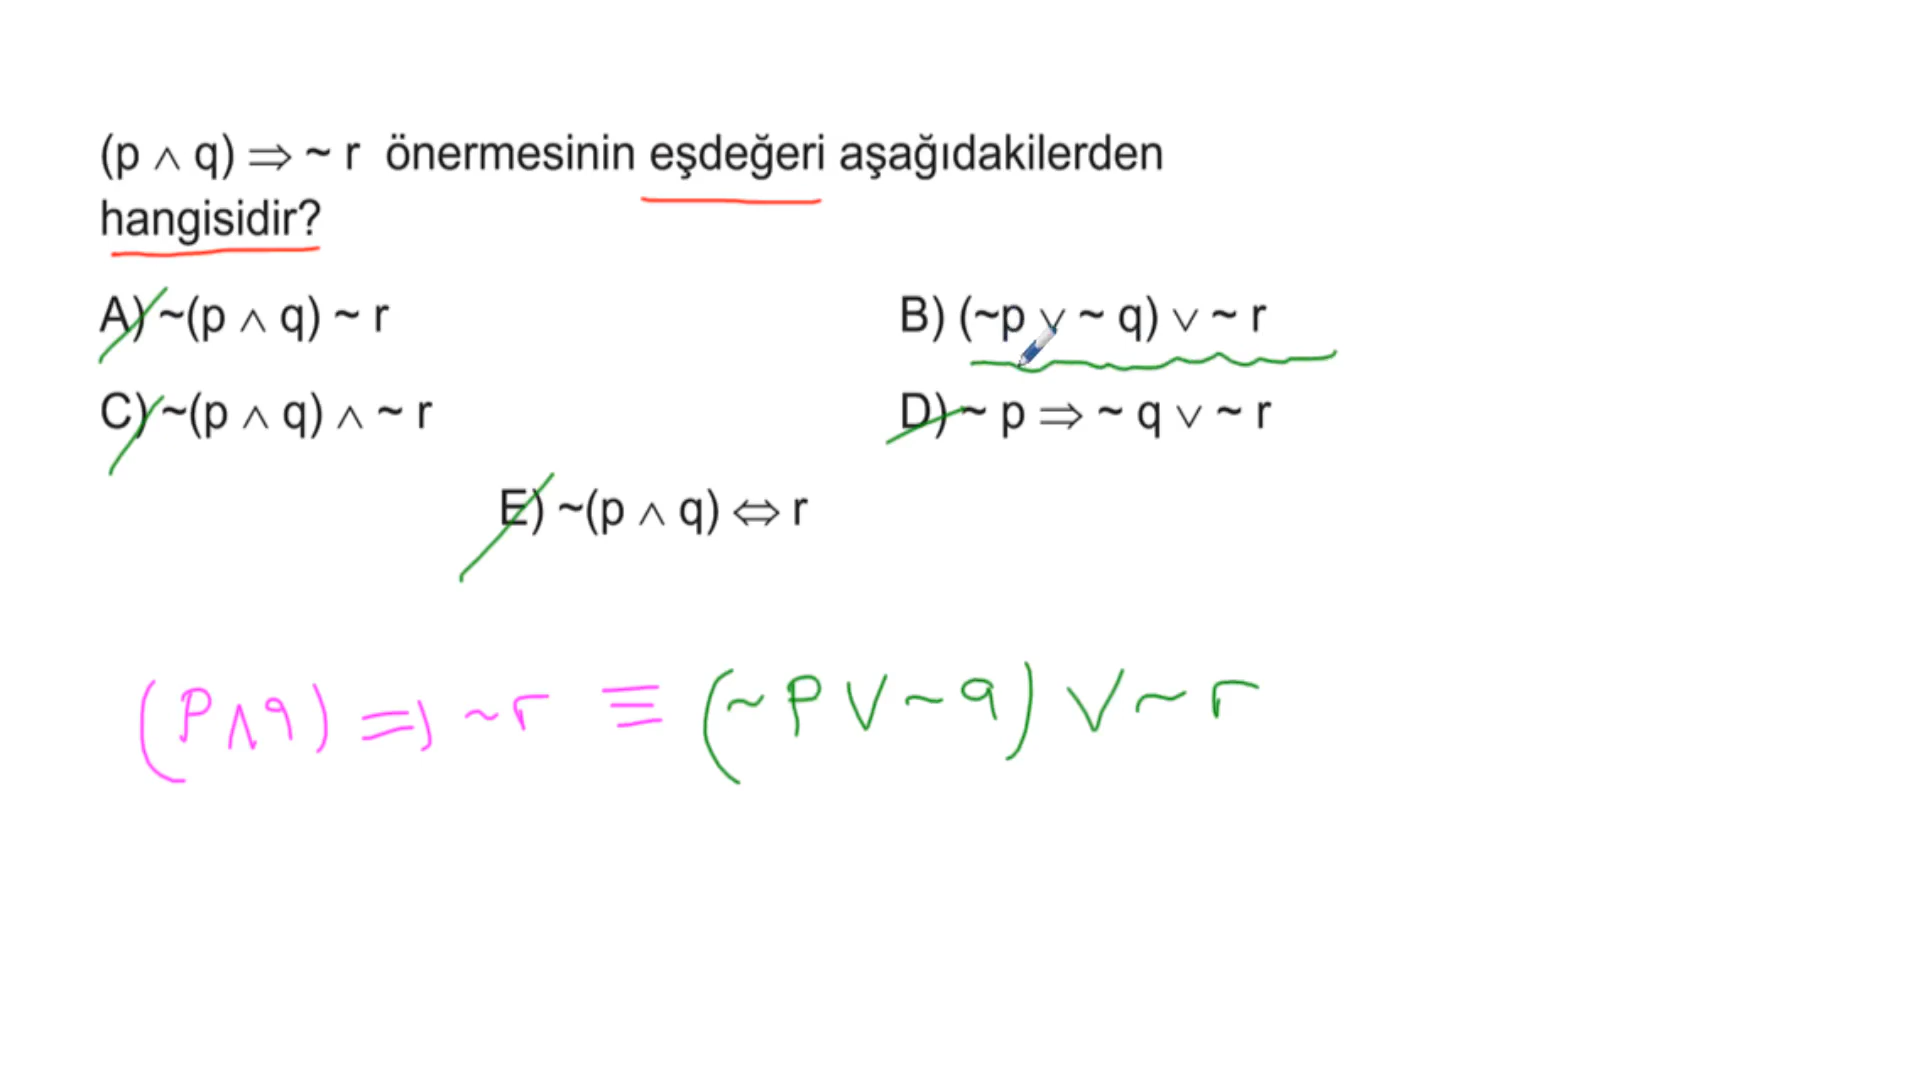 (p ∧ q) ⇒ ~ r önermesinin eşdeğeri aşağıdakilerden
hangisidir?
A) ~(p ∧ q) ~ r
B) (~p ∨ ~ q) ∨ ~ r
C) ~(p ∧ q) ∧ ~ r
D) ~ p ⇒ ~ q ∨ ~ r
E) ~(p ∧ q) ⇔ r
(p∧q) ⇒ ~r ≡ (~p ∨ ~q) ∨ ~r